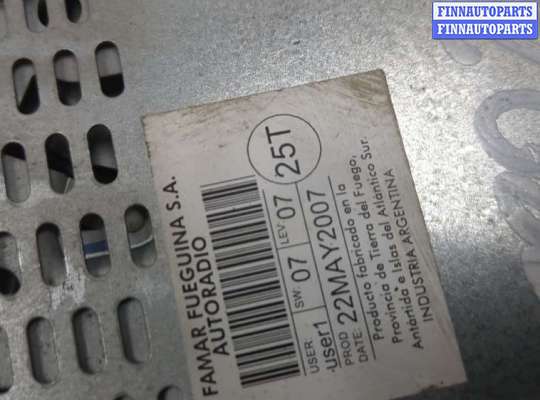 FINNAUTOPARTS
FINNAUTOPARTS
FAMAR FUEGUINA S.A.
AUTORADIO
USER SW: 07 LEV: 07 25T
user1
PROD
DATE: 22MAY2007
Producto fabricado en la
Provincia de Tierra del Fuego,
Antártida e Islas del Atlántico Sur.
INDUSTRIA ARGENTINA